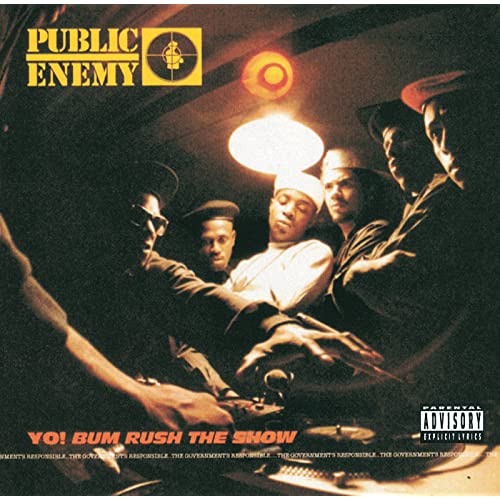 PUBLIC
ENEMY
YO! BUM RUSH THE SHOW
PARENTAL
ADVISORY
EXPLICIT LYRICS
NMENT'S RESPONSIBLE...THE GOVERNMENT'S RESPONSIBLE...THE GOVERNMENT'S RESPONSIBLE...THE GOVERNMENT'S RESPONSIBLE...THE GOVERNMENT'S RESPONSIBLE